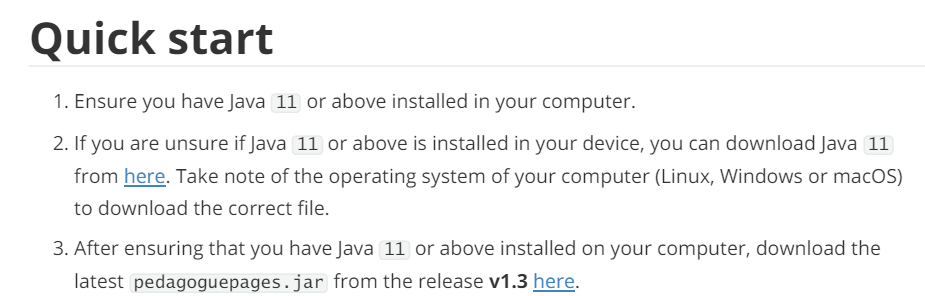 Quick start
1. Ensure you have Java 11 or above installed in your computer.
2. If you are unsure if Java 11 or above is installed in your device, you can download Java 11
from here. Take note of the operating system of your computer (Linux, Windows or macOS)
to download the correct file.
3. After ensuring that you have Java 11 or above installed on your computer, download the
latest pedagoguepages.jar from the release v1.3 here.